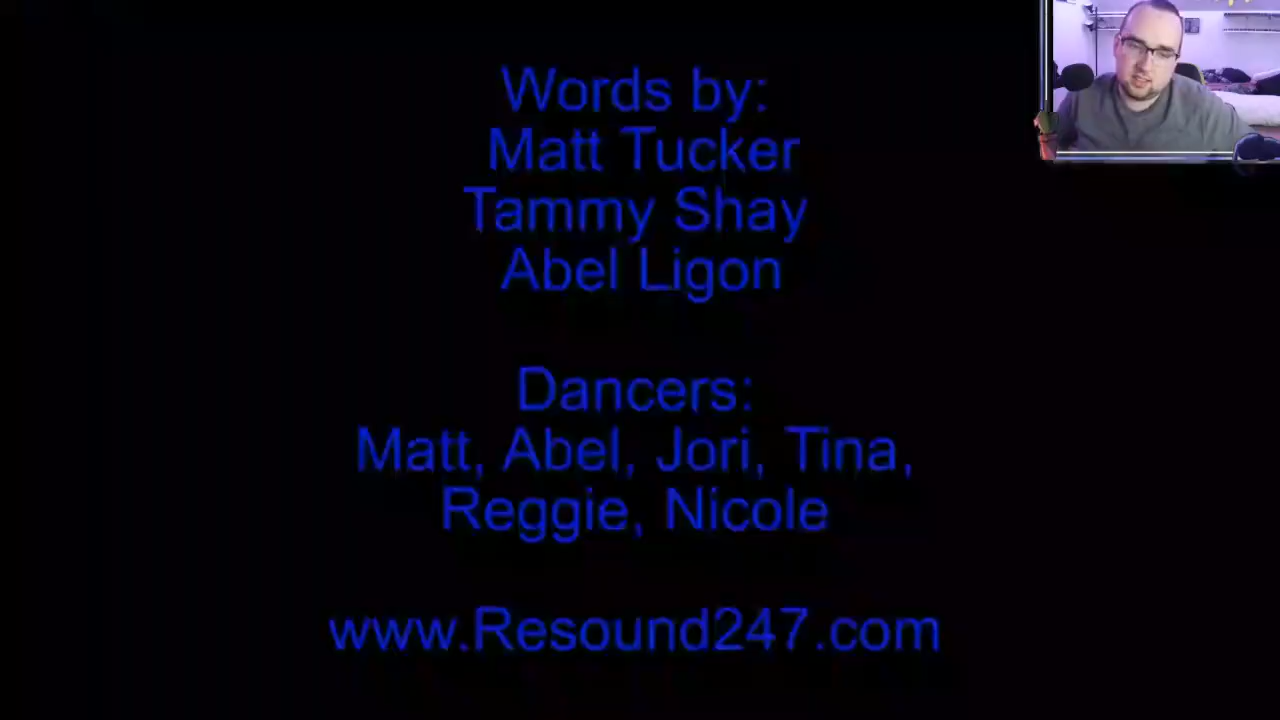 Words by:
Matt Tucker
Tammy Shay
Abel Ligon
Dancers:
Matt, Abel, Jori, Tina,
Reggie, Nicole
www.Resound247.com